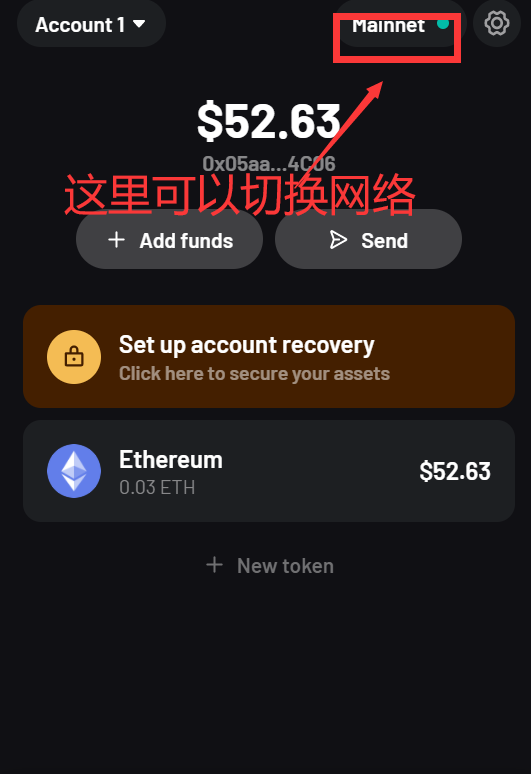 Account 1
Mainnet
$52.63
0x05aa...4C06
这里可以切换网络
Add funds
Send
Set up account recovery
Click here to secure your assets
Ethereum
$52.63
0.03 ETH
New token